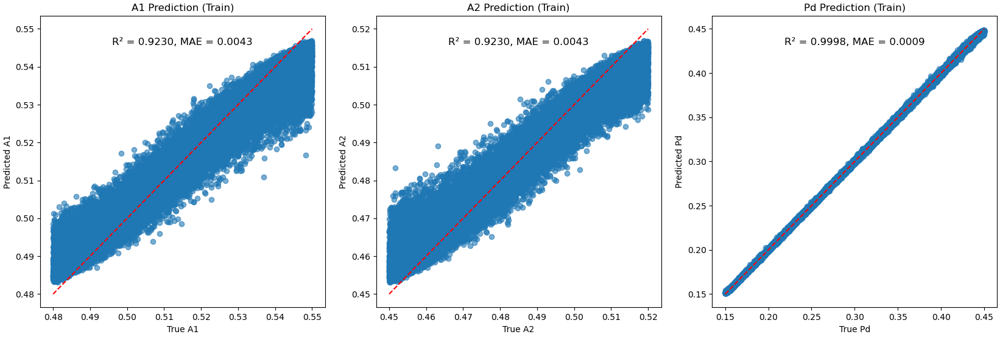 A1 Prediction (Train)
R² = 0.9230, MAE = 0.0043
0.55
0.54
0.53
0.52
0.51
0.50
0.49
0.48
Predicted A1
0.48 0.49 0.50 0.51 0.52 0.53 0.54 0.55
True A1
A2 Prediction (Train)
R² = 0.9230, MAE = 0.0043
0.52
0.51
0.50
0.49
0.48
0.47
0.46
0.45
Predicted A2
0.45 0.46 0.47 0.48 0.49 0.50 0.51 0.52
True A2
Pd Prediction (Train)
R² = 0.9998, MAE = 0.0009
0.45
0.40
0.35
0.30
0.25
0.20
0.15
Predicted Pd
0.15 0.20 0.25 0.30 0.35 0.40 0.45
True Pd